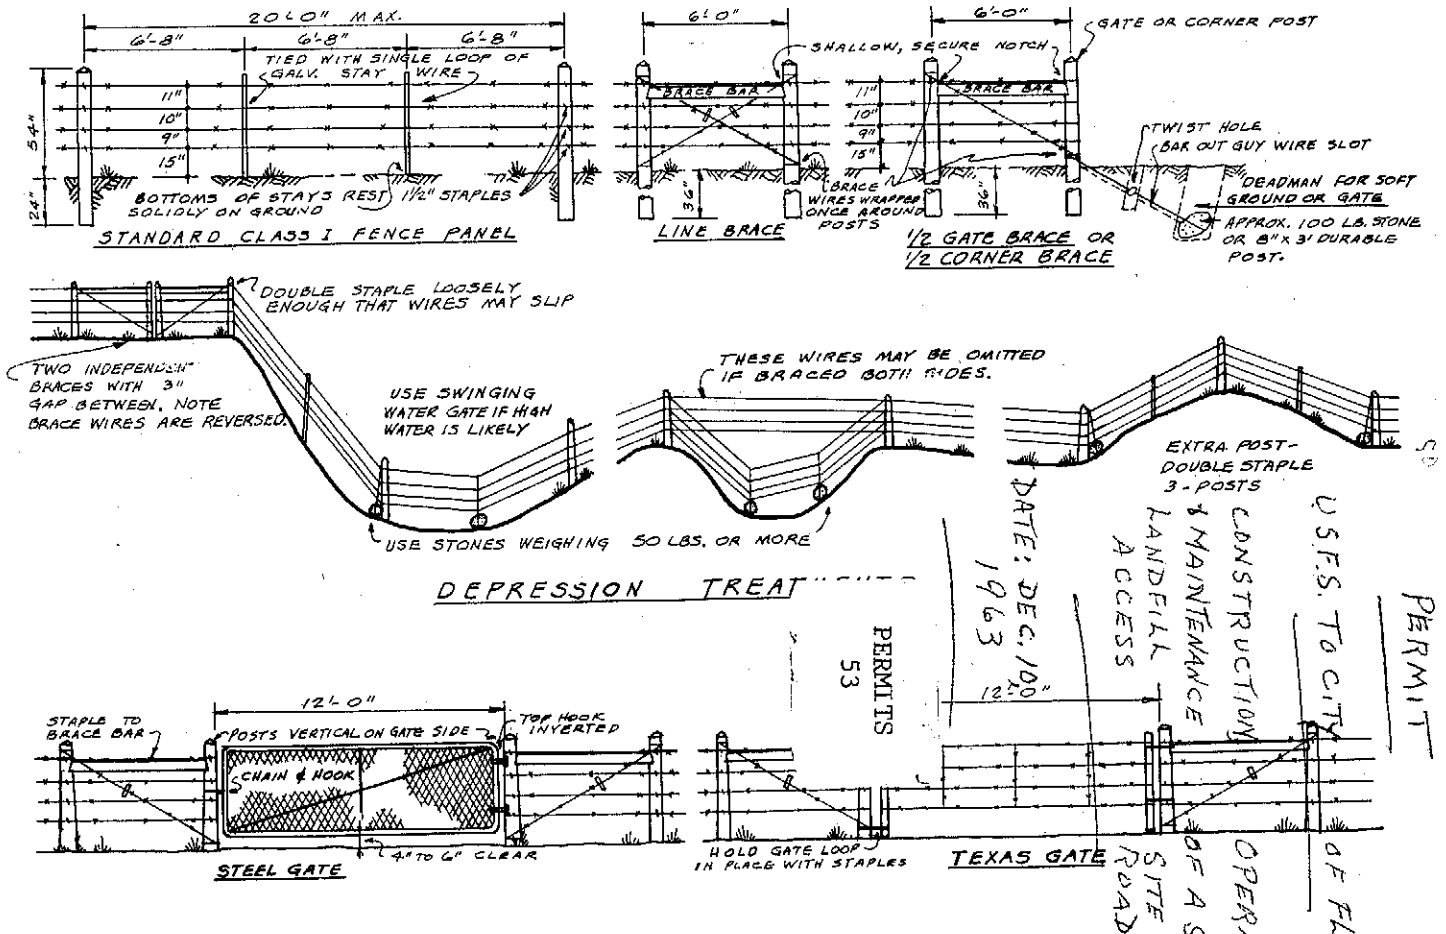 20'-0" MAX.
6'-8" 6'-8" 6'-8"
TIED WITH SINGLE LOOP OF
GALV. STAY WIRE
54"
24"
11"
10"
9"
15"
BOTTOMS OF STAYS REST
SOLIDLY ON GROUND
1½" STAPLES
STANDARD CLASS I FENCE PANEL
6'-0"
SHALLOW, SECURE NOTCH
BRACE BAR
36"
BRACE
WIRES WRAPPED
ONCE AROUND
POSTS
LINE BRACE
6'-0"
GATE OR CORNER POST
BRACE BAR
11"
10"
9"
15"
36"
TWIST HOLE
BAR OUT GUY WIRE SLOT
DEADMAN FOR SOFT
GROUND OR GATE
APPROX. 100 LB. STONE
OR 8" X 3' DURABLE
POST.
1/2 GATE BRACE OR
1/2 CORNER BRACE
DOUBLE STAPLE LOOSELY
ENOUGH THAT WIRES MAY SLIP
TWO INDEPENDENT
BRACES WITH 3"
GAP BETWEEN. NOTE
BRACE WIRES ARE REVERSED.
USE SWINGING
WATER GATE IF HIGH
WATER IS LIKELY
THESE WIRES MAY BE OMITTED
IF BRACED BOTH SIDES.
EXTRA POST-
DOUBLE STAPLE
3-POSTS
USE STONES WEIGHING 50 LBS. OR MORE
DEPRESSION TREAT
PERMIT
U.S.F.S. TO CITY OF FL
CONSTRUCTION OPER
& MAINTENANCE OF A S
LANDFILL SITE
ACCESS ROAD
DATE: DEC. 10
1963
PERMITS
53
12'-0"
STAPLE TO
BRACE BAR
POSTS VERTICAL ON GATE SIDE
TOP HOOK
INVERTED
CHAIN & HOOK
4" TO 6" CLEAR
STEEL GATE
12'-0"
HOLD GATE LOOP
IN PLACE WITH STAPLES
TEXAS GATE